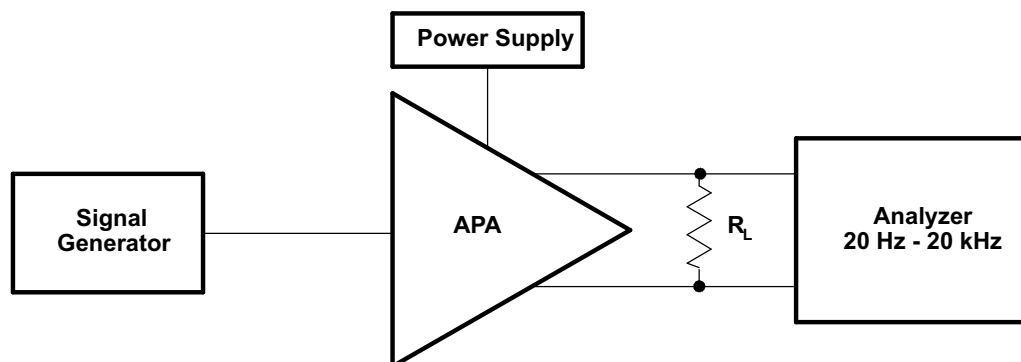 Power Supply
Signal
Generator
APA
RL
Analyzer
20 Hz - 20 kHz